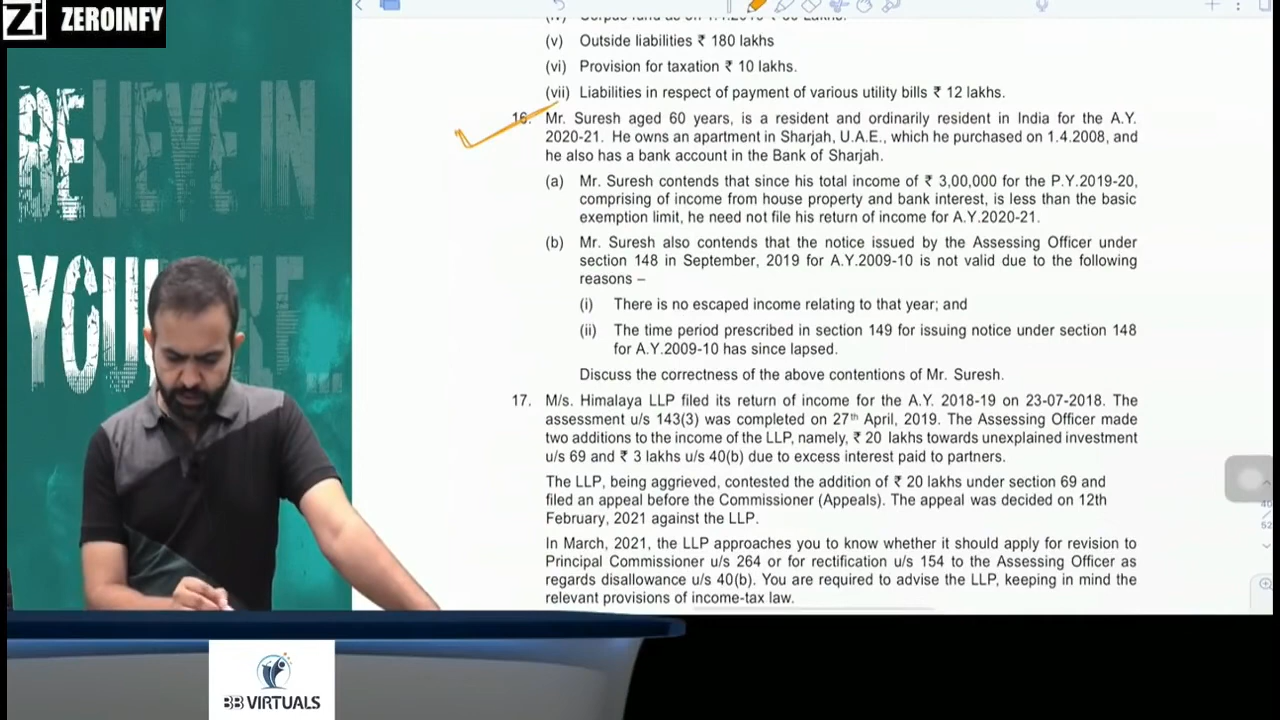 Zi ZEROINFY
BELIEVE IN
(iv) Corpus fund as on 1.4.2019 ₹ 50 Lakhs.
(v) Outside liabilities ₹ 180 lakhs
(vi) Provision for taxation ₹ 10 lakhs.
(vii) Liabilities in respect of payment of various utility bills ₹ 12 lakhs.
16. Mr. Suresh aged 60 years, is a resident and ordinarily resident in India for the A.Y.
2020-21. He owns an apartment in Sharjah, U.A.E., which he purchased on 1.4.2008, and
he also has a bank account in the Bank of Sharjah.
(a) Mr. Suresh contends that since his total income of ₹ 3,00,000 for the P.Y.2019-20,
comprising of income from house property and bank interest, is less than the basic
exemption limit, he need not file his return of income for A.Y.2020-21.
(b) Mr. Suresh also contends that the notice issued by the Assessing Officer under
section 148 in September, 2019 for A.Y.2009-10 is not valid due to the following
reasons –
(i) There is no escaped income relating to that year; and
(ii) The time period prescribed in section 149 for issuing notice under section 148
for A.Y.2009-10 has since lapsed.
Discuss the correctness of the above contentions of Mr. Suresh.
17. M/s. Himalaya LLP filed its return of income for the A.Y. 2018-19 on 23-07-2018. The
assessment u/s 143(3) was completed on 27th April, 2019. The Assessing Officer made
two additions to the income of the LLP, namely, ₹ 20 lakhs towards unexplained investment
u/s 69 and ₹ 3 lakhs u/s 40(b) due to excess interest paid to partners.
The LLP, being aggrieved, contested the addition of ₹ 20 lakhs under section 69 and
filed an appeal before the Commissioner (Appeals). The appeal was decided on 12th
February, 2021 against the LLP.
In March, 2021, the LLP approaches you to know whether it should apply for revision to
Principal Commissioner u/s 264 or for rectification u/s 154 to the Assessing Officer as
regards disallowance u/s 40(b). You are required to advise the LLP, keeping in mind the
relevant provisions of income-tax law.
BB VIRTUALS